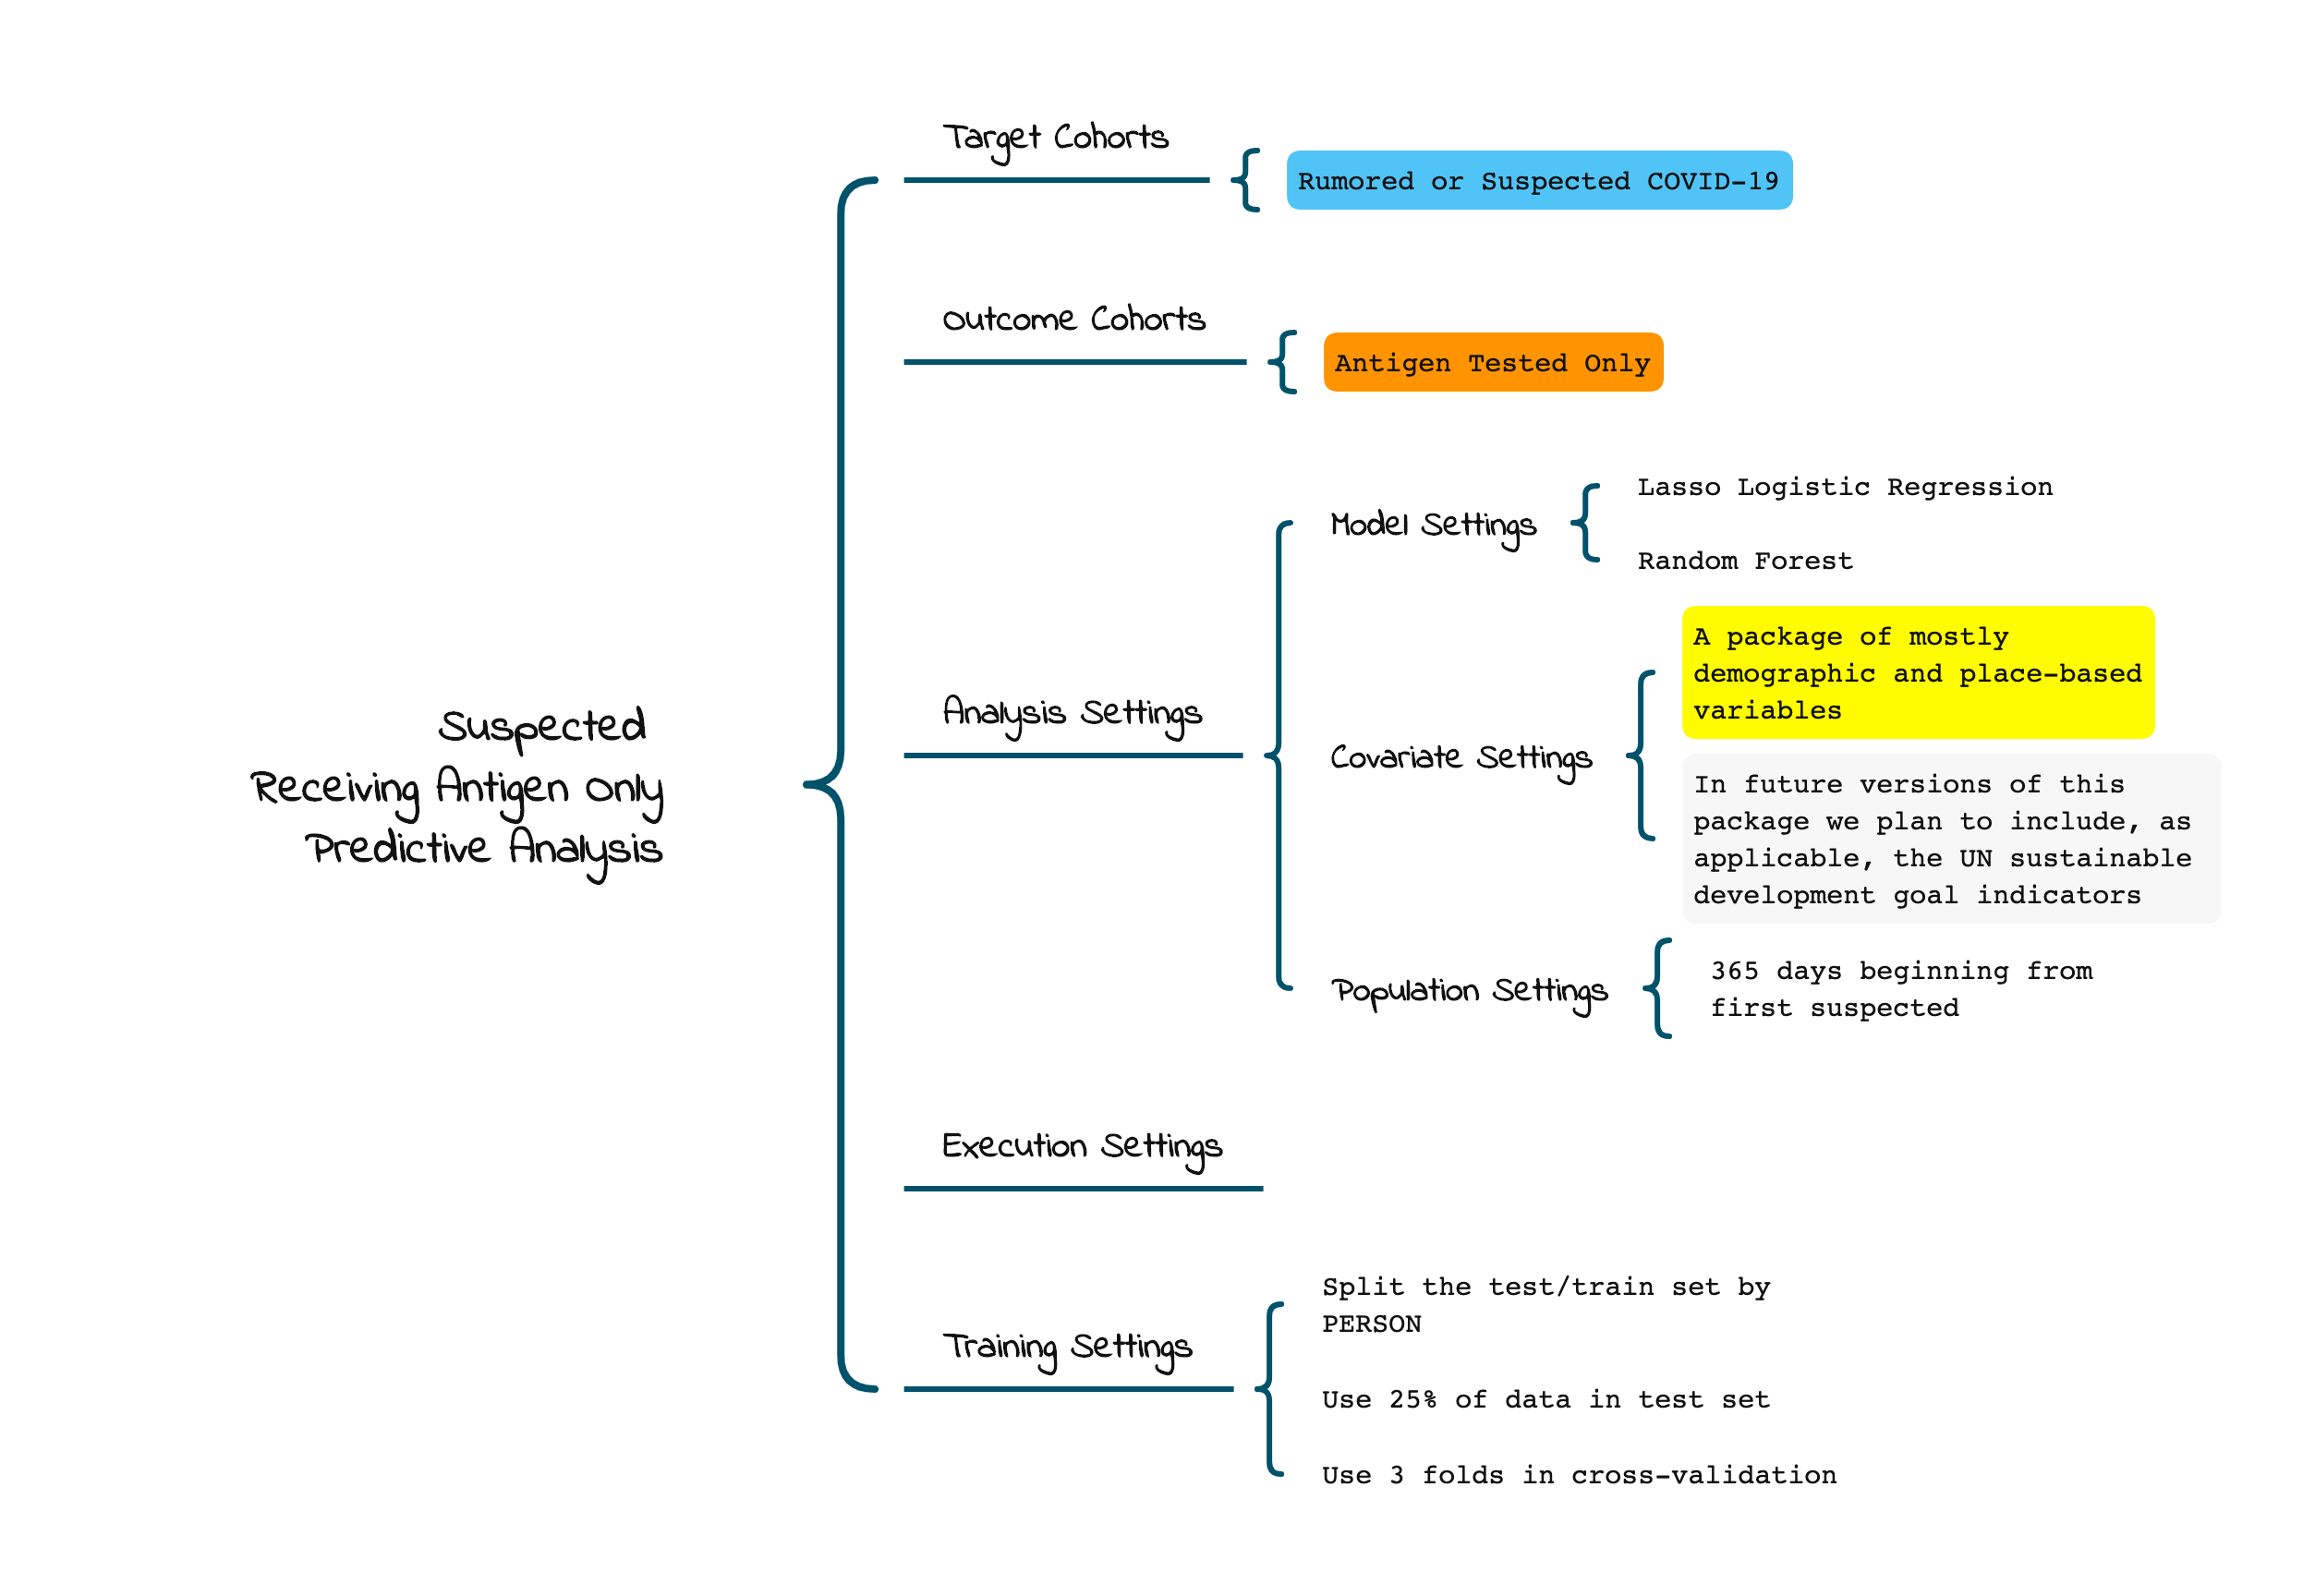 Suspected
Receiving Antigen only
Predictive Analysis
Target Cohorts
Rumored or Suspected COVID-19
outcome Cohorts
Antigen Tested Only
Analysis Settings
Model Settings
Lasso Logistic Regression
Random Forest
Covariate Settings
A package of mostly
demographic and place-based
variables
In future versions of this
package we plan to include, as
applicable, the UN sustainable
development goal indicators
Population Settings
365 days beginning from
first suspected
Execution Settings
Training Settings
Split the test/train set by
PERSON
Use 25% of data in test set
Use 3 folds in cross-validation